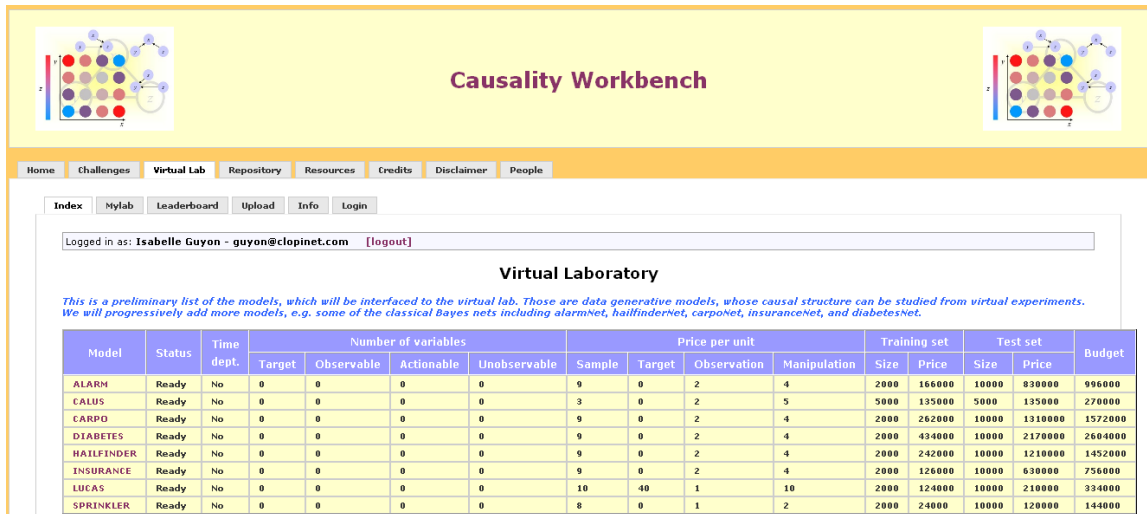 Causality Workbench
Home Challenges Virtual Lab Repository Resources Credits Disclaimer People
Index Mylab Leaderboard Upload Info Login
Logged in as: Isabelle Guyon - guyon@clopinet.com [logout]
Virtual Laboratory
This is a preliminary list of the models, which will be interfaced to the virtual lab. Those are data generative models, whose causal structure can be studied from virtual experiments.
We will progressively add more models, e.g. some of the classical Bayes nets including alarmNet, hailfinderNet, carpoNet, insuranceNet, and diabetesNet.
Model Status Time dept. Number of variables Price per unit Training set Test set Budget
Target Observable Actionable Unobservable Sample Target Observation Manipulation Size Price Size Price
ALARM Ready No 0 0 0 0 9 0 2 4 2000 166000 10000 830000 996000
CALUS Ready No 0 0 0 0 3 0 2 5 5000 135000 5000 135000 270000
CARPO Ready No 0 0 0 0 9 0 2 4 2000 262000 10000 1310000 1572000
DIABETES Ready No 0 0 0 0 9 0 2 4 2000 434000 10000 2170000 2604000
HAILFINDER Ready No 0 0 0 0 9 0 2 4 2000 242000 10000 1210000 1452000
INSURANCE Ready No 0 0 0 0 9 0 2 4 2000 126000 10000 630000 756000
LUCAS Ready No 0 0 0 0 10 40 1 10 2000 124000 10000 210000 334000
SPRINKLER Ready No 0 0 0 0 8 0 1 2 2000 24000 10000 120000 144000